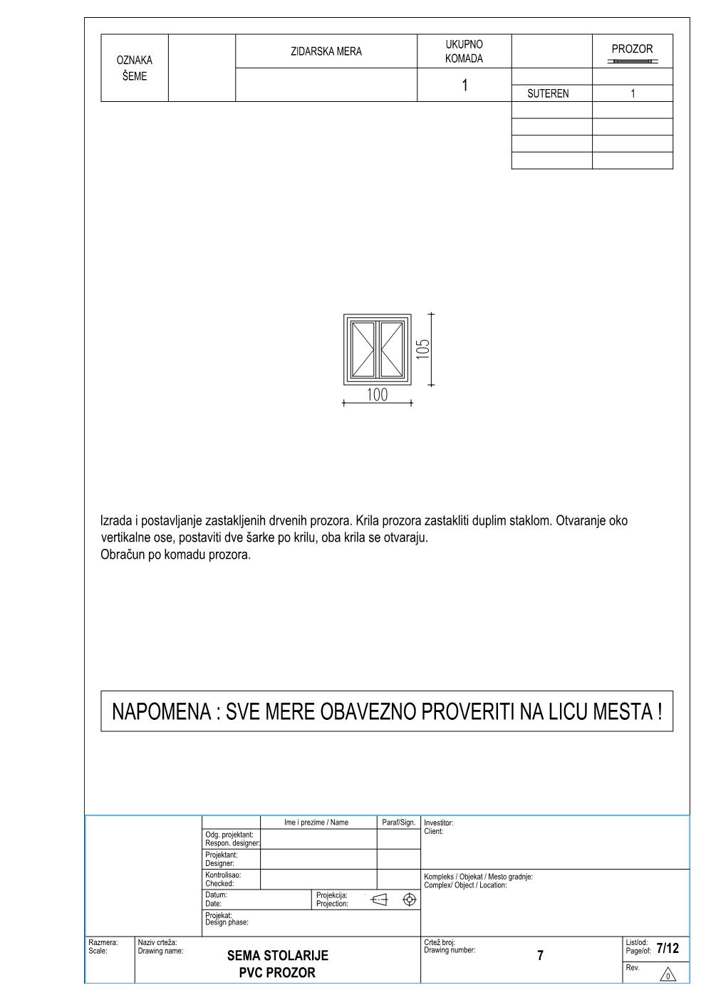 OZNAKA
ŠEME
ZIDARSKA MERA
UKUPNO
KOMADA
PROZOR
1
SUTEREN
1
105
100
Izrada i postavljanje zastakljenih drvenih prozora. Krila prozora zastakliti duplim staklom. Otvaranje oko
vertikalne ose, postaviti dve šarke po krilu, oba krila se otvaraju.
Obračun po komadu prozora.
NAPOMENA : SVE MERE OBAVEZNO PROVERITI NA LICU MESTA !
Ime i prezime / Name
Paraf/Sign.
Investitor:
Client:
Odg. projektant:
Respon. designer:
Projektant:
Designer:
Kontrolisao:
Checked:
Kompleks / Objekat / Mesto gradnje:
Complex/ Object / Location:
Datum:
Date:
Projekcija:
Projection:
Projekat:
Design phase:
Razmera:
Scale:
Naziv crteža:
Drawing name:
SEMA STOLARIJE
PVC PROZOR
Crtež broj:
Drawing number:
7
List/od:
Page/of:
7/12
Rev.
0